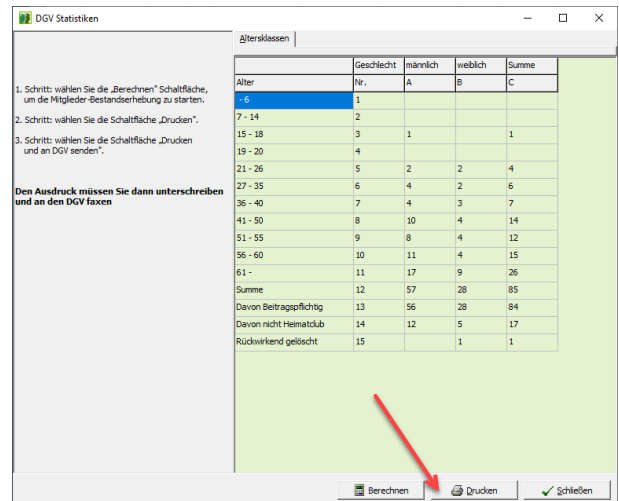 DGV Statistiken
1. Schritt: wählen Sie die „Berechnen" Schaltfläche,
um die Mitglieder-Bestandserhebung zu starten.
2. Schritt: wählen Sie die Schaltfläche „Drucken".
3. Schritt: wählen Sie die Schaltfläche „Drucken
und an DGV senden".
Den Ausdruck müssen Sie dann unterschreiben
und an den DGV faxen
Altersklassen
Geschlecht männlich weiblich Summe
Alter Nr. A B C
- 6 1
7 - 14 2
15 - 18 3 1 1
19 - 20 4
21 - 26 5 2 2 4
27 - 35 6 4 2 6
36 - 40 7 4 3 7
41 - 50 8 10 4 14
51 - 55 9 8 4 12
56 - 60 10 11 4 15
61 - 11 17 9 26
Summe 12 57 28 85
Davon Beitragspflichtig 13 56 28 84
Davon nicht Heimatclub 14 12 5 17
Rückwirkend gelöscht 15 1 1
Berechnen Drucken Schließen